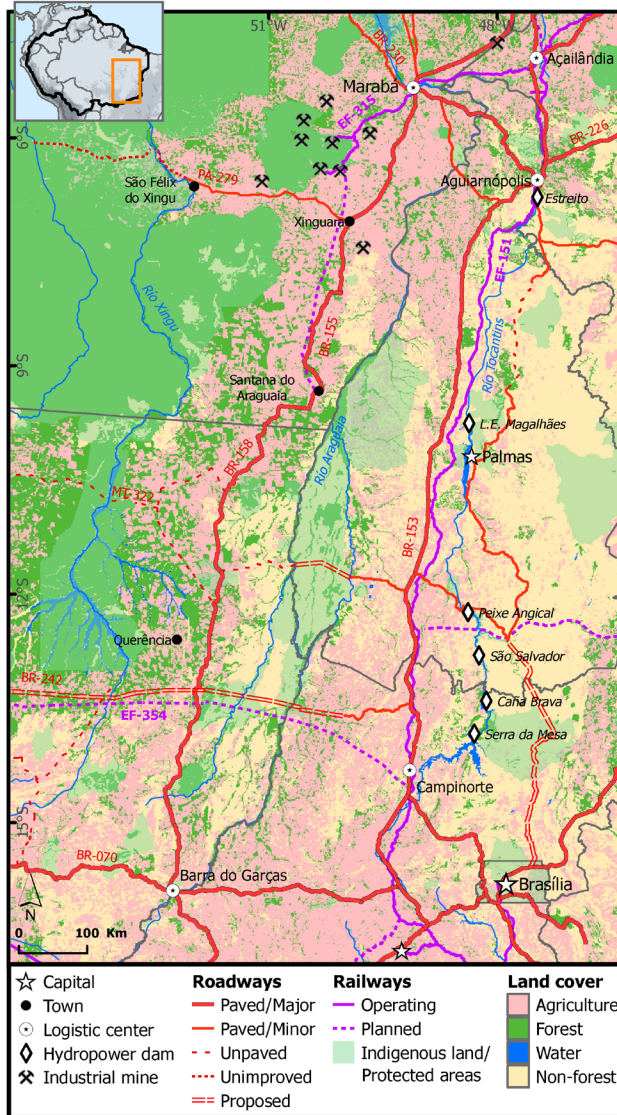 51°W
48°W
BR-230
Açailândia
Marabá
EF-315
6°S
BR-226
PA-279
São Félix
do Xingu
Aguiarnópolis
Estreito
Xinguara
EF-151
Rio Xingu
BR-155
Rio Tocantins
9°S
Santana do
Araguaía
L.E. Magalhães
BR-158
Rio Araguaia
Palmas
MT-322
BR-153
12°S
Peixe Angical
Querência
São Salvador
BR-242
Caña Brava
EF-354
Serra da Mesa
Campinorte
15°S
BR-070
Barra do Garças
Brasília
N
0 100 Km
Capital
Town
Logistic center
Hydropower dam
Industrial mine
Roadways
Paved/Major
Paved/Minor
Unpaved
Unimproved
Proposed
Railways
Operating
Planned
Indigenous land/
Protected areas
Land cover
Agriculture
Forest
Water
Non-forest